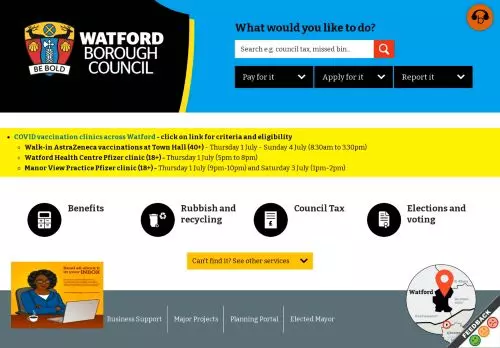 WATFORD
BOROUGH
COUNCIL
BE BOLD
What would you like to do?
Search e.g. council tax, missed bin..
Pay for it
Apply for it
Report it
COVID vaccination clinics across Watford - click on link for criteria and eligibility
Walk-in AstraZeneca vaccinations at Town Hall (40+) - Thursday 1 July - Sunday 4 July (8:30am to 3:30pm)
Watford Health Centre Pfizer clinic (18+) - Thursday 1 July (5pm to 8pm)
Manor View Practice Pfizer clinic (18+) - Thursday 1 July (9pm-10pm) and Saturday 3 July (1pm-2pm)
Benefits
Rubbish and
recycling
Council Tax
Elections and
voting
Can't find it? See other services
Read all about it
in your
INBOX
Business Support
Major Projects
Planning Portal
Elected Mayor
Watford
FEEDBACK